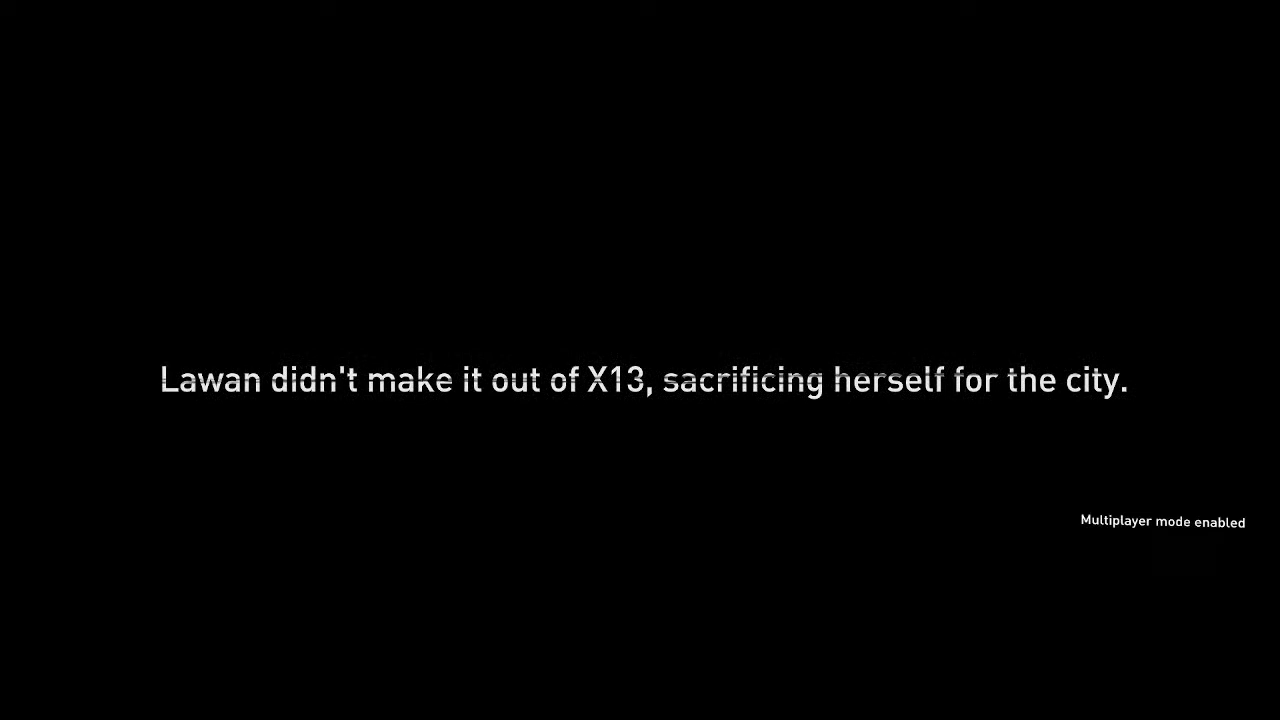 Lawan didn't make it out of X13, sacrificing herself for the city.
Multiplayer mode enabled